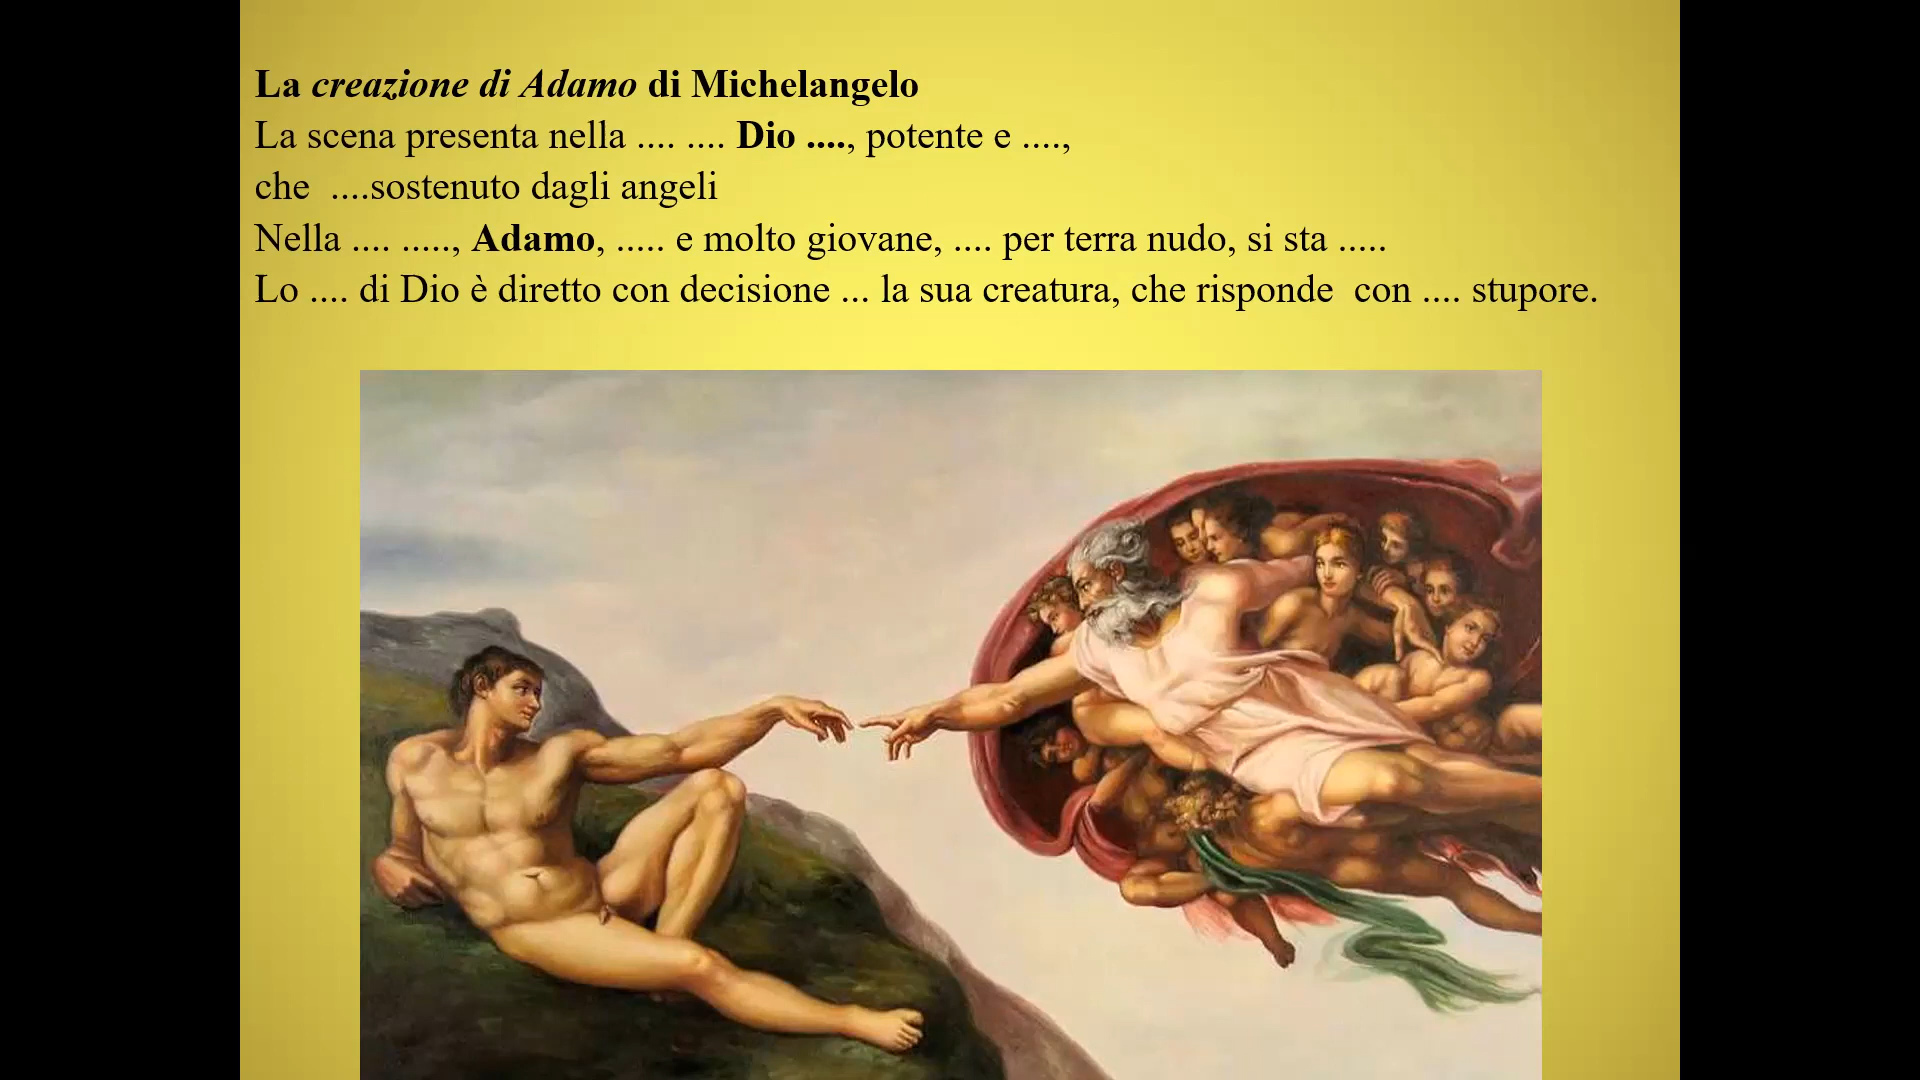 La creazione di Adamo di Michelangelo
La scena presenta nella .... .... Dio ...., potente e ....,
che  ....sostenuto dagli angeli
Nella .... ....., Adamo, ..... e molto giovane, .... per terra nudo, si sta .....
Lo .... di Dio è diretto con decisione ... la sua creatura, che risponde  con .... stupore.